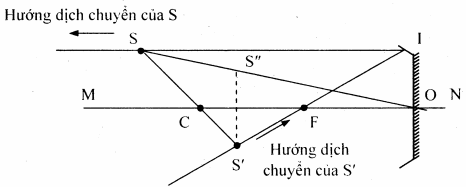 Hướng dịch chuyển của S
S
I
S″
M
O
N
C
F
Hướng dịch
chuyển của S′
S′